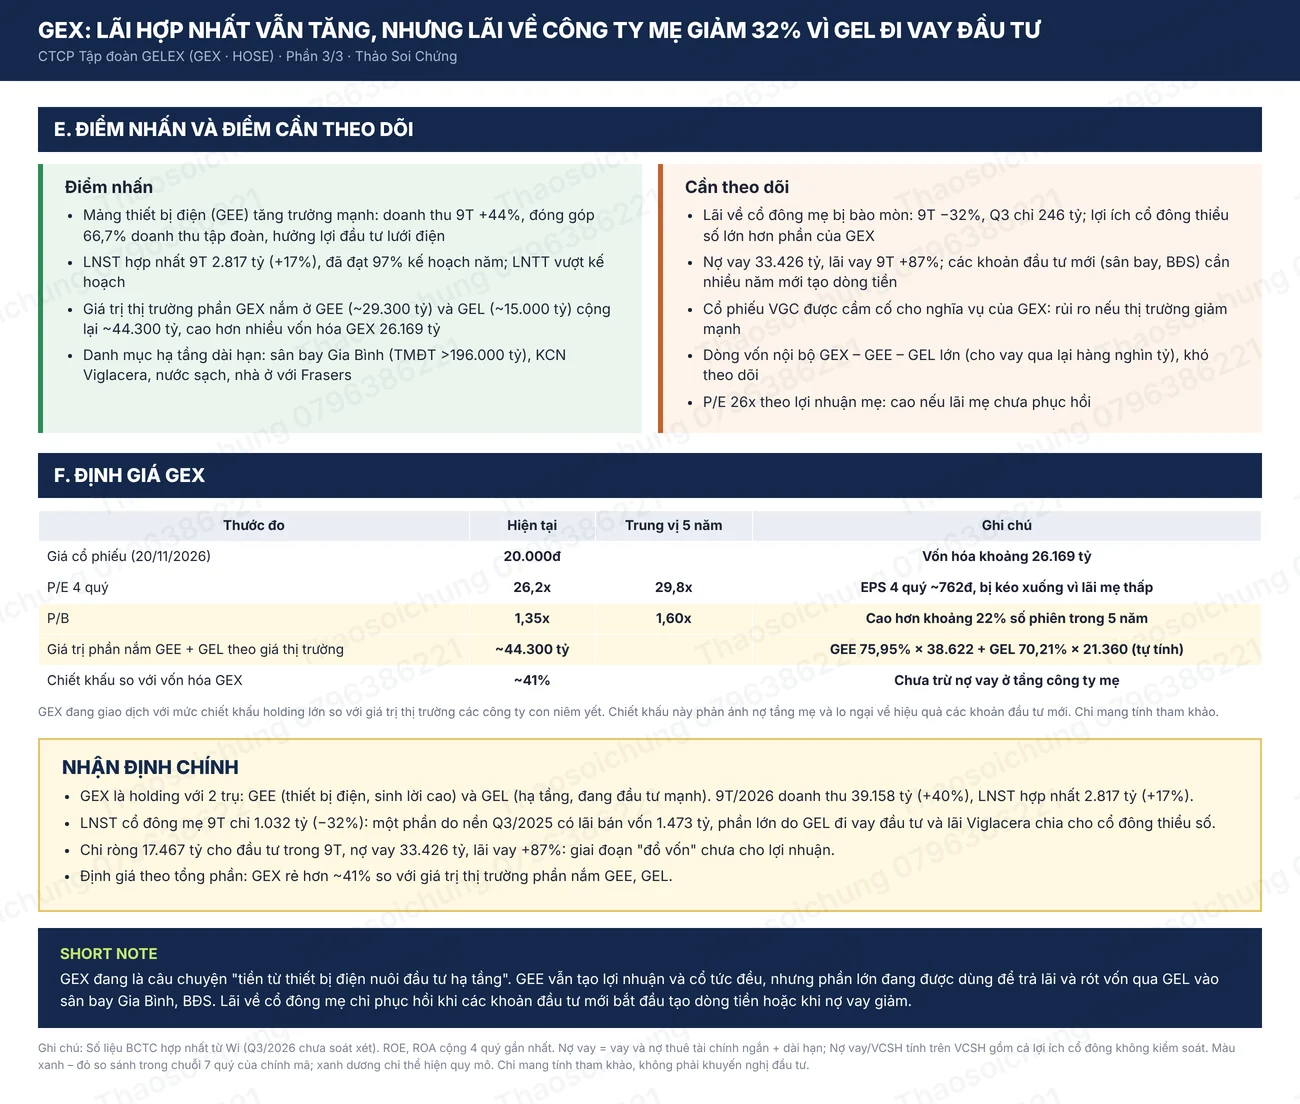 GEX: LÃI HỢP NHẤT VẪN TĂNG, NHƯNG LÃI VỀ CÔNG TY MẸ GIẢM 32% VÌ GEL ĐI VAY ĐẦU TƯ
CTCP Tập đoàn GELEX (GEX · HOSE) · Phần 3/3 · Thảo Soi Chứng
E. ĐIỂM NHẤN VÀ ĐIỂM CẦN THEO DÕI
Điểm nhấn
• Mảng thiết bị điện (GEE) tăng trưởng mạnh: doanh thu 9T +44%, đóng góp
66,7% doanh thu tập đoàn, hưởng lợi đầu tư lưới điện
• LNST hợp nhất 9T 2.817 tỷ (+17%), đã đạt 97% kế hoạch năm; LNTT vượt kế
hoạch
• Giá trị thị trường phần GEX nắm ở GEE (~29.300 tỷ) và GEL (~15.000 tỷ) cộng
lại ~44.300 tỷ, cao hơn nhiều vốn hóa GEX 26.169 tỷ
• Danh mục hạ tầng dài hạn: sân bay Gia Bình (TMĐT >196.000 tỷ), KCN
Viglacera, nước sạch, nhà ở với Frasers
Cần theo dõi
• Lãi về cổ đông mẹ bị bào mòn: 9T −32%, Q3 chỉ 246 tỷ; lợi ích cổ đông thiểu
số lớn hơn phần của GEX
• Nợ vay 33.426 tỷ, lãi vay 9T +87%; các khoản đầu tư mới (sân bay, BĐS) cần
nhiều năm mới tạo dòng tiền
• Cổ phiếu VGC được cầm cố cho nghĩa vụ của GEX: rủi ro nếu thị trường giảm
mạnh
• Dòng vốn nội bộ GEX – GEE – GEL lớn (cho vay qua lại hàng nghìn tỷ), khó
theo dõi
• P/E 26x theo lợi nhuận mẹ: cao nếu lãi mẹ chưa phục hồi
F. ĐỊNH GIÁ GEX
Thước đo Hiện tại Trung vị 5 năm Ghi chú
Giá cổ phiếu (20/11/2026) 20.000đ Vốn hóa khoảng 26.169 tỷ
P/E 4 quý 26,2x 29,8x EPS 4 quý ~762đ, bị kéo xuống vì lãi mẹ thấp
P/B 1,35x 1,60x Cao hơn khoảng 22% số phiên trong 5 năm
Giá trị phần nắm GEE + GEL theo giá thị trường ~44.300 tỷ GEE 75,95% × 38.622 + GEL 70,21% × 21.360 (tự tính)
Chiết khấu so với vốn hóa GEX ~41% Chưa trừ nợ vay ở tầng công ty mẹ
GEX đang giao dịch với mức chiết khấu holding lớn so với giá trị thị trường các công ty con niêm yết. Chiết khấu này phản ánh nợ tầng mẹ và lo ngại về hiệu quả các khoản đầu tư mới. Chỉ mang tính tham khảo.
NHẬN ĐỊNH CHÍNH
• GEX là holding với 2 trụ: GEE (thiết bị điện, sinh lời cao) và GEL (hạ tầng, đang đầu tư mạnh). 9T/2026 doanh thu 39.158 tỷ (+40%), LNST hợp nhất 2.817 tỷ (+17%).
• LNST cổ đông mẹ 9T chỉ 1.032 tỷ (−32%): một phần do nền Q3/2025 có lãi bán vốn 1.473 tỷ, phần lớn do GEL đi vay đầu tư và lãi Viglacera chia cho cổ đông thiểu số.
• Chi ròng 17.467 tỷ cho đầu tư trong 9T, nợ vay 33.426 tỷ, lãi vay +87%: giai đoạn "đổ vốn" chưa cho lợi nhuận.
• Định giá theo tổng phần: GEX rẻ hơn ~41% so với giá trị thị trường phần nắm GEE, GEL.
SHORT NOTE
GEX đang là câu chuyện "tiền từ thiết bị điện nuôi đầu tư hạ tầng". GEE vẫn tạo lợi nhuận và cổ tức đều, nhưng phần lớn đang được dùng để trả lãi và rót vốn qua GEL vào
sân bay Gia Bình, BĐS. Lãi về cổ đông mẹ chỉ phục hồi khi các khoản đầu tư mới bắt đầu tạo dòng tiền hoặc khi nợ vay giảm.
Ghi chú: Số liệu BCTC hợp nhất từ Wi (Q3/2026 chưa soát xét). ROE, ROA cộng 4 quý gần nhất. Nợ vay = vay và nợ thuê tài chính ngắn + dài hạn; Nợ vay/VCSH tính trên VCSH gồm cả lợi ích cổ đông không kiểm soát. Màu
xanh – đỏ so sánh trong chuỗi 7 quý của chính mã; xanh dương chỉ thể hiện quy mô. Chỉ mang tính tham khảo, không phải khuyến nghị đầu tư.
Thaosoichung 0796386221